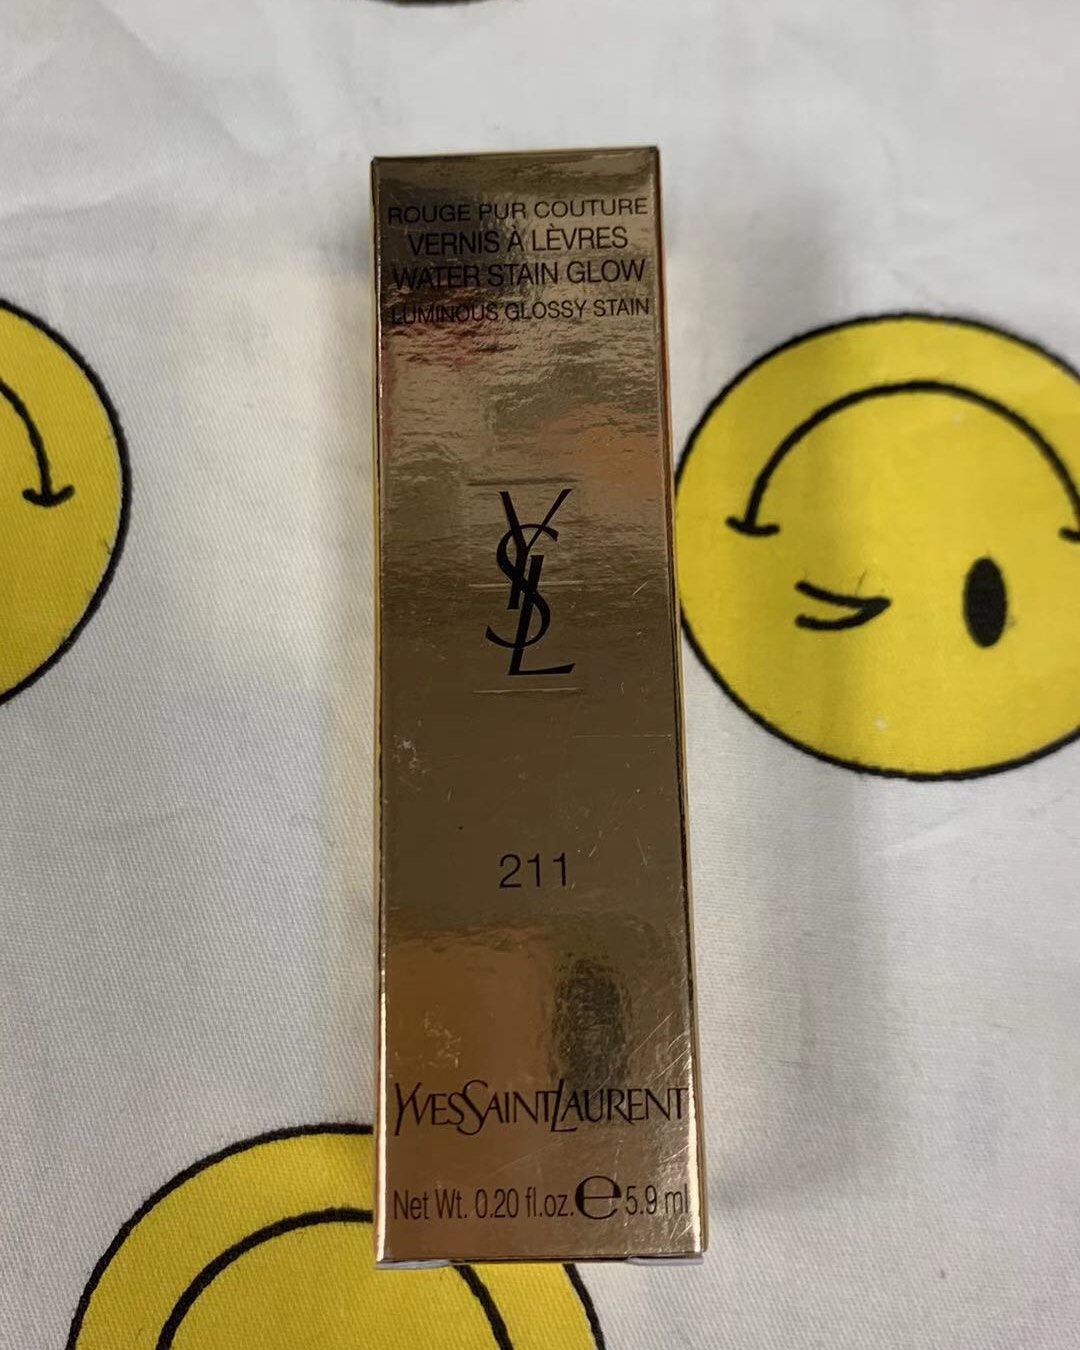 ROUGE PUR COUTURE
VERNIS À LÈVRES
WATER STAIN GLOW
LUMINOUS GLOSSY STAIN
YSL
211
YVESSAINTLAURENT
Net Wt. 0.20 fl.oz. ℮ 5.9 ml